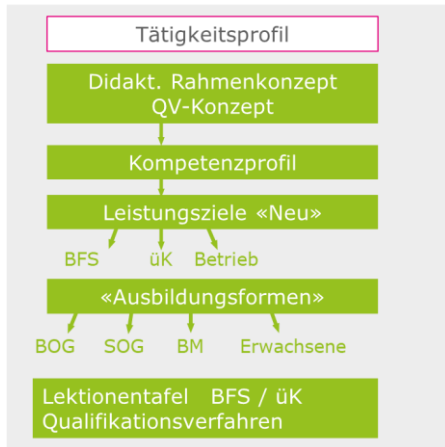 Tätigkeitsprofil
Didakt. Rahmenkonzept
QV-Konzept
Kompetenzprofil
Leistungsziele «Neu»
BFS üK Betrieb
«Ausbildungsformen»
BOG SOG BM Erwachsene
Lektionentafel BFS / üK
Qualifikationsverfahren